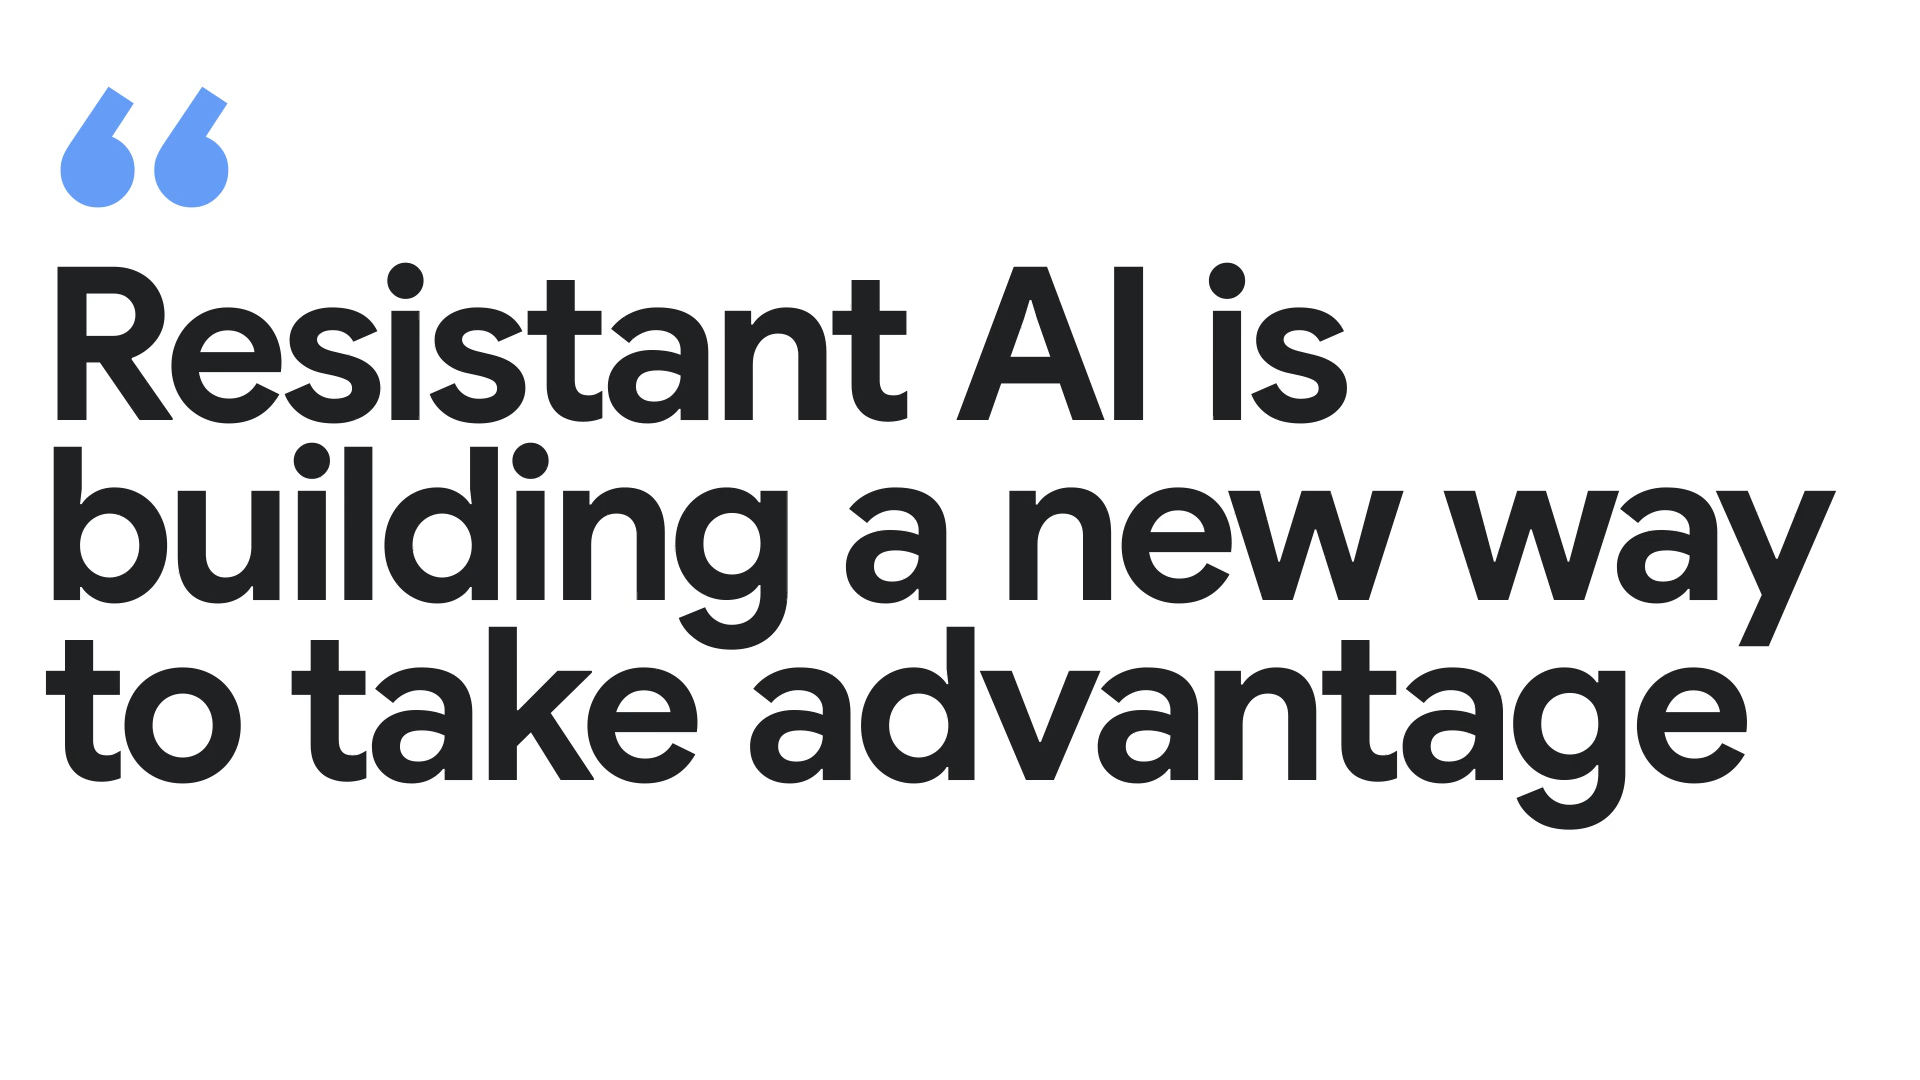 “
Resistant AI is
building a new way
to take advantage